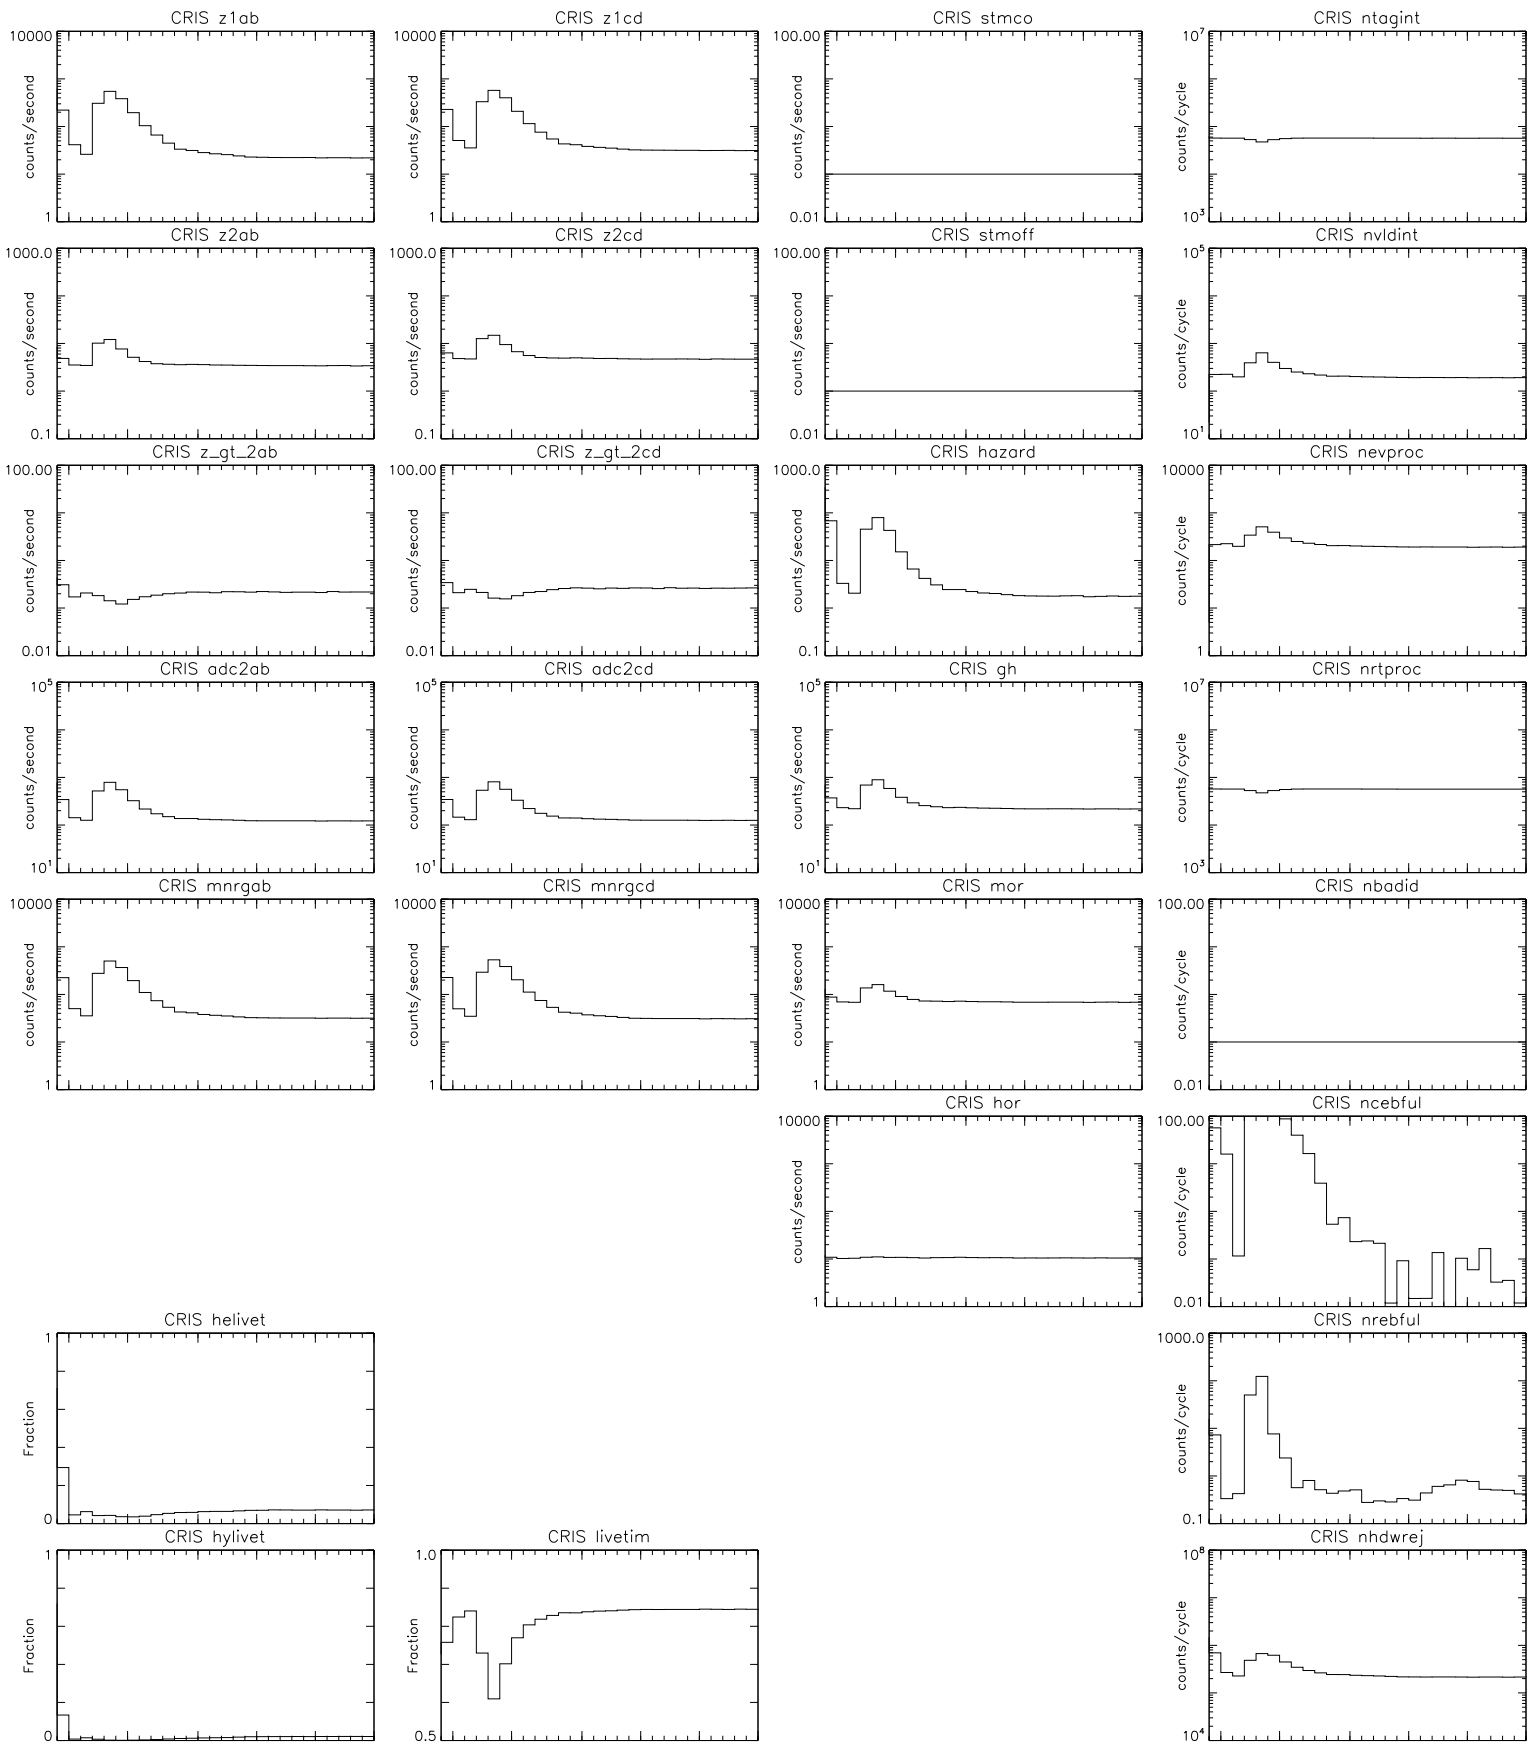 CRIS z1ab
CRIS z1cd
CRIS stmco
CRIS ntagint
10000
counts/second
1
10000
counts/second
1
100.00
counts/second
0.01
10^7
counts/cycle
10^3
CRIS z2ab
CRIS z2cd
CRIS stmoff
CRIS nvldint
1000.0
counts/second
0.1
1000.0
counts/second
0.1
100.00
counts/second
0.01
10^5
counts/cycle
10^1
CRIS z_gt_2ab
CRIS z_gt_2cd
CRIS hazard
CRIS nevproc
100.00
counts/second
0.01
100.00
counts/second
0.01
1000.0
counts/second
0.1
10000
counts/cycle
1
CRIS adc2ab
CRIS adc2cd
CRIS gh
CRIS nrtproc
10^5
counts/second
10^1
10^5
counts/second
10^1
10^5
counts/second
10^1
10^7
counts/cycle
10^3
CRIS mnrgab
CRIS mnrgcd
CRIS mor
CRIS nbadid
10000
counts/second
1
10000
counts/second
1
10000
counts/second
1
100.00
counts/cycle
0.01
CRIS hor
CRIS ncebful
10000
counts/second
1
100.00
counts/cycle
0.01
CRIS helivet
CRIS nrebful
1
Fraction
0
1000.0
counts/cycle
0.1
CRIS hylivet
CRIS livetim
CRIS nhdwrej
1
Fraction
0
1.0
Fraction
0.5
10^8
counts/cycle
10^4